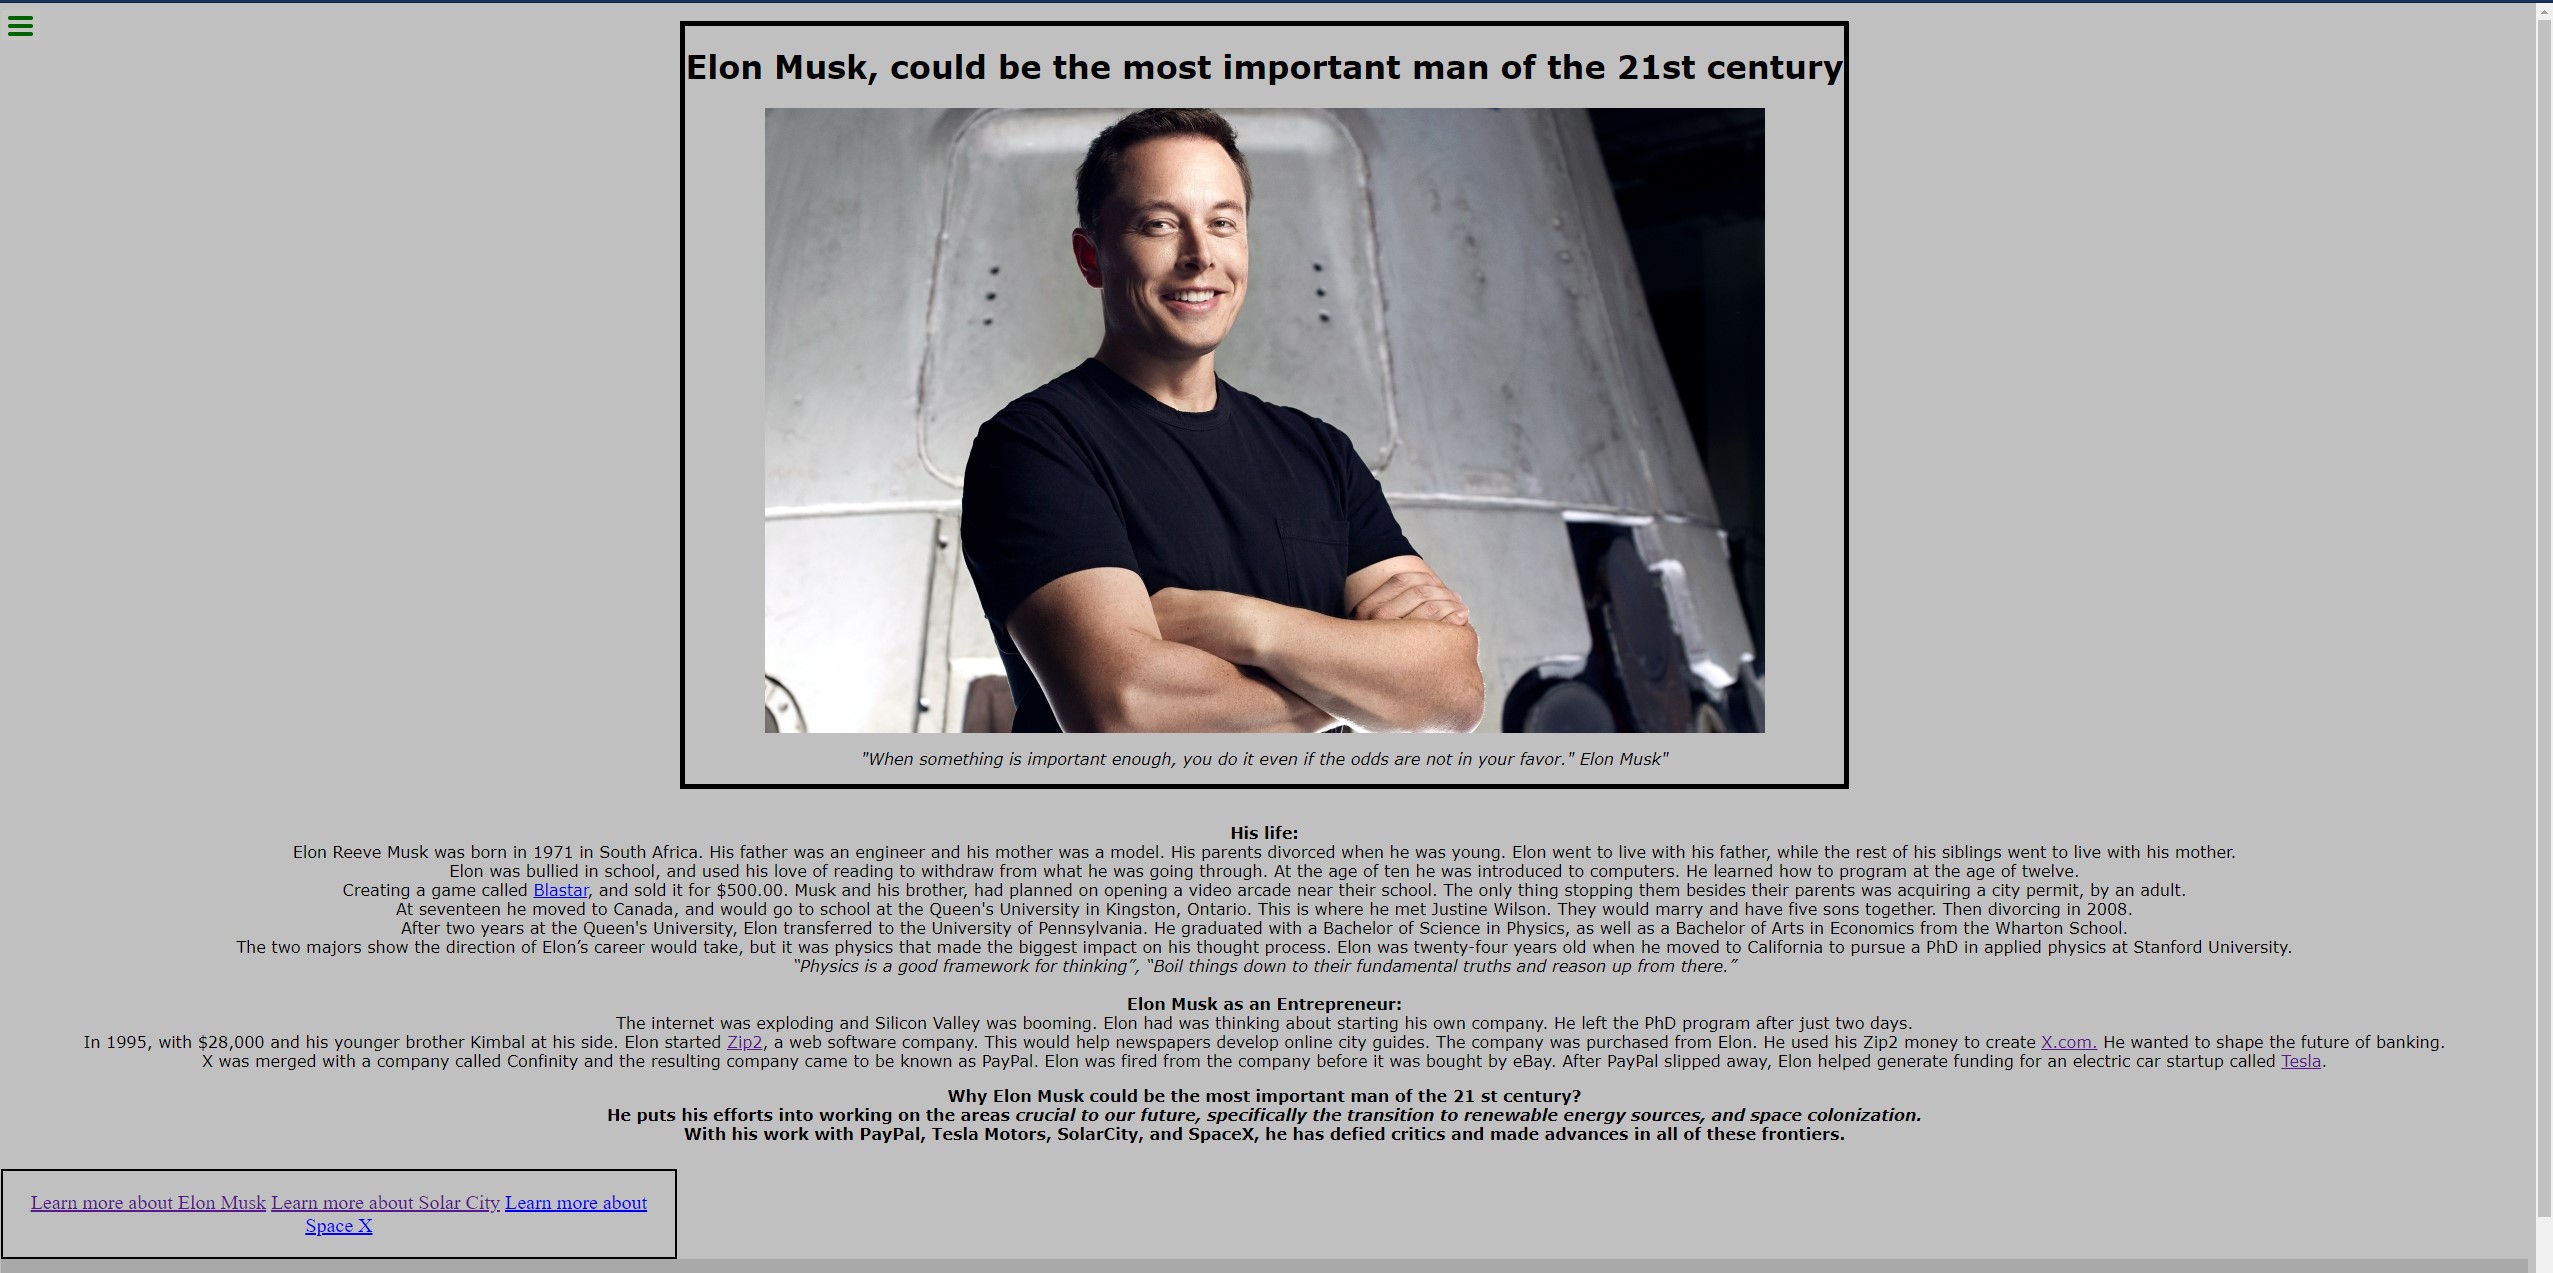 Elon Musk, could be the most important man of the 21st century
"When something is important enough, you do it even if the odds are not in your favor." Elon Musk"
His life:
Elon Reeve Musk was born in 1971 in South Africa. His father was an engineer and his mother was a model. His parents divorced when he was young. Elon went to live with his father, while the rest of his siblings went to live with his mother.
Elon was bullied in school, and used his love of reading to withdraw from what he was going through. At the age of ten he was introduced to computers. He learned how to program at the age of twelve.
Creating a game called Blastar, and sold it for $500.00. Musk and his brother, had planned on opening a video arcade near their school. The only thing stopping them besides their parents was acquiring a city permit, by an adult.
At seventeen he moved to Canada, and would go to school at the Queen's University in Kingston, Ontario. This is where he met Justine Wilson. They would marry and have five sons together. Then divorcing in 2008.
After two years at the Queen's University, Elon transferred to the University of Pennsylvania. He graduated with a Bachelor of Science in Physics, as well as a Bachelor of Arts in Economics from the Wharton School.
The two majors show the direction of Elon’s career would take, but it was physics that made the biggest impact on his thought process. Elon was twenty-four years old when he moved to California to pursue a PhD in applied physics at Stanford University.
“Physics is a good framework for thinking”, “Boil things down to their fundamental truths and reason up from there.”
Elon Musk as an Entrepreneur:
The internet was exploding and Silicon Valley was booming. Elon had was thinking about starting his own company. He left the PhD program after just two days.
In 1995, with $28,000 and his younger brother Kimbal at his side. Elon started Zip2, a web software company. This would help newspapers develop online city guides. The company was purchased from Elon. He used his Zip2 money to create X.com. He wanted to shape the future of banking.
X was merged with a company called Confinity and the resulting company came to be known as PayPal. Elon was fired from the company before it was bought by eBay. After PayPal slipped away, Elon helped generate funding for an electric car startup called Tesla.
Why Elon Musk could be the most important man of the 21 st century?
He puts his efforts into working on the areas crucial to our future, specifically the transition to renewable energy sources, and space colonization.
With his work with PayPal, Tesla Motors, SolarCity, and SpaceX, he has defied critics and made advances in all of these frontiers.
Learn more about Elon Musk Learn more about Solar City Learn more about
Space X